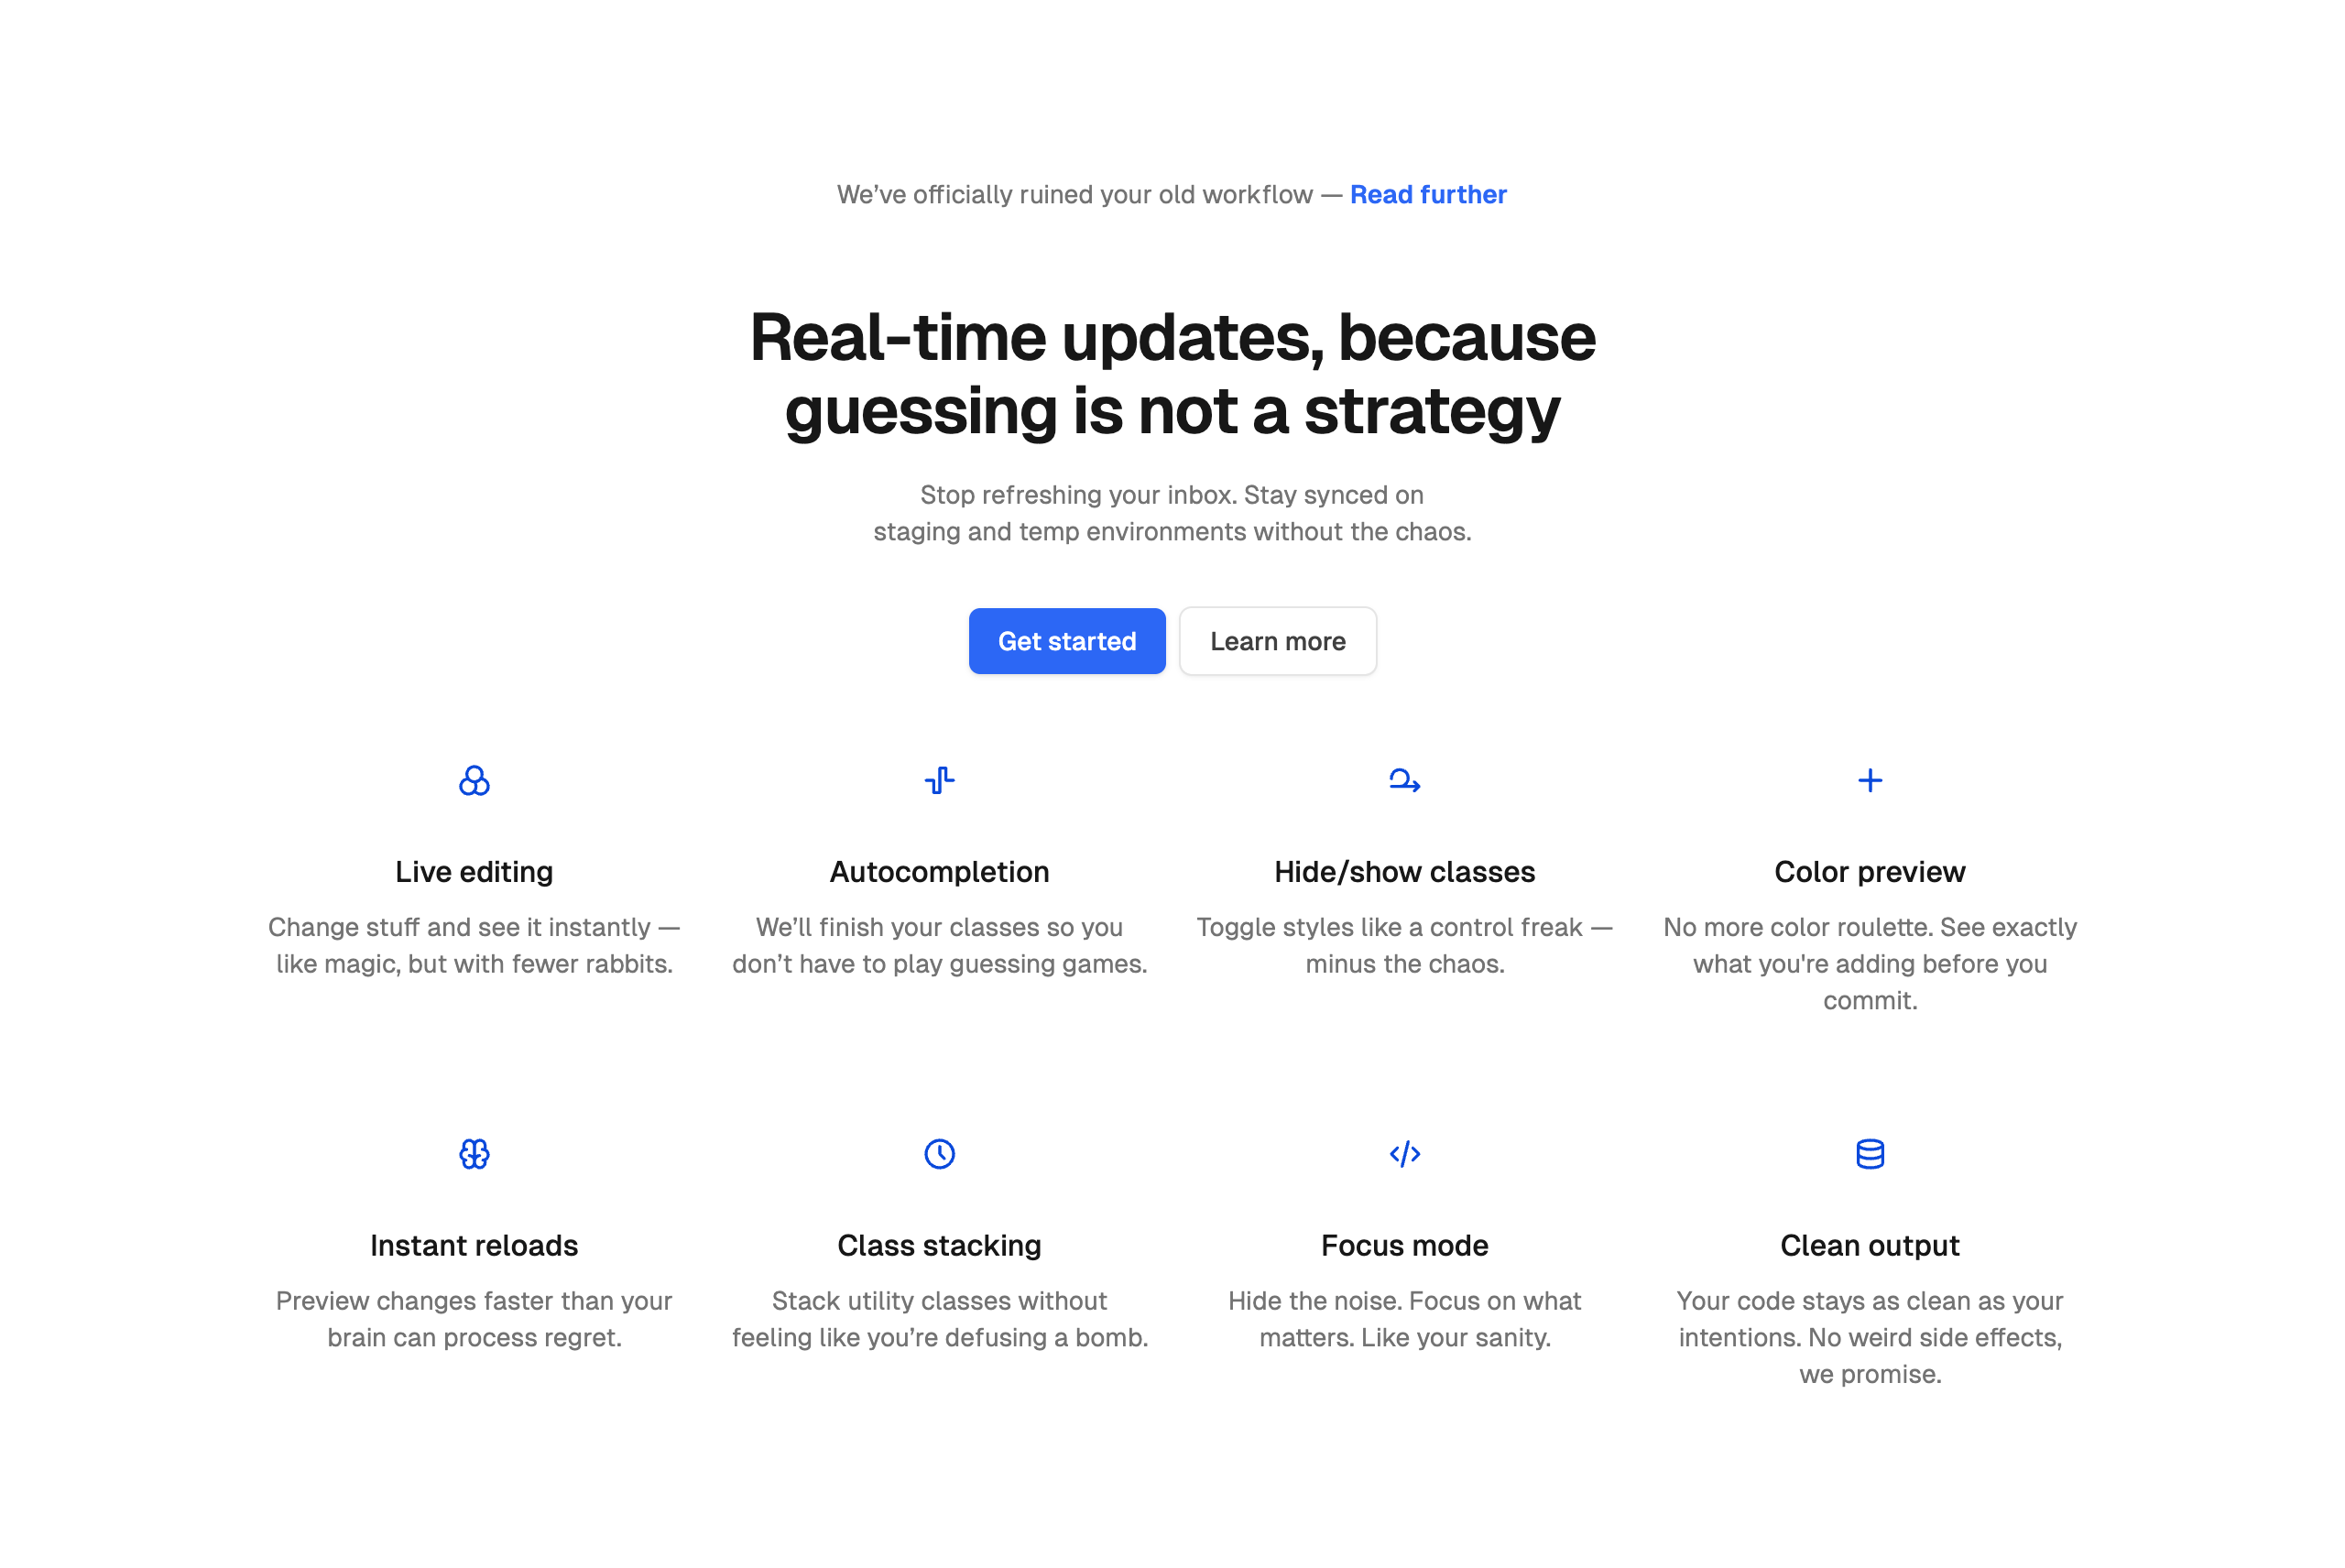 We’ve officially ruined your old workflow — Read further
Real-time updates, because
guessing is not a strategy
Stop refreshing your inbox. Stay synced on
staging and temp environments without the chaos.
Get started
Learn more
Live editing
Change stuff and see it instantly —
like magic, but with fewer rabbits.
Autocompletion
We’ll finish your classes so you
don’t have to play guessing games.
Hide/show classes
Toggle styles like a control freak —
minus the chaos.
Color preview
No more color roulette. See exactly
what you're adding before you
commit.
Instant reloads
Preview changes faster than your
brain can process regret.
Class stacking
Stack utility classes without
feeling like you’re defusing a bomb.
Focus mode
Hide the noise. Focus on what
matters. Like your sanity.
Clean output
Your code stays as clean as your
intentions. No weird side effects,
we promise.